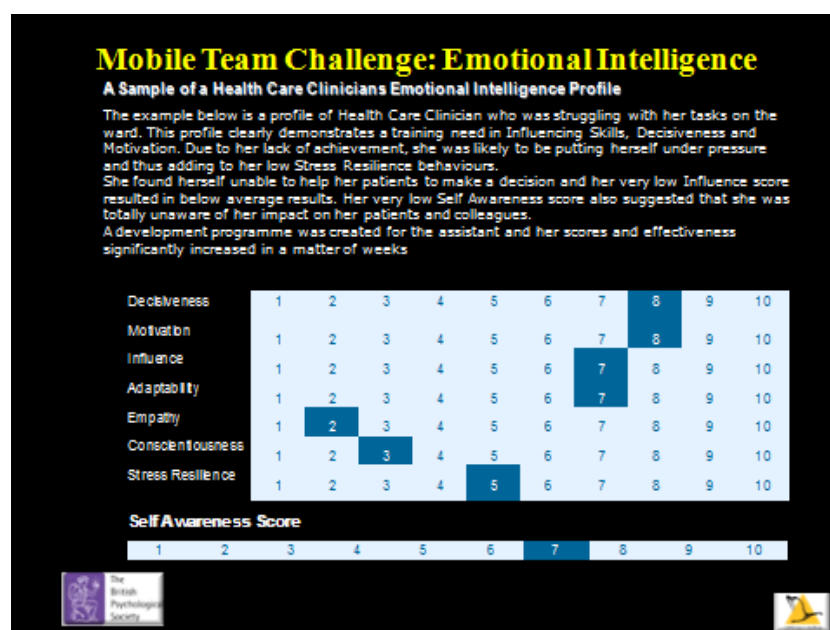 Mobile Team Challenge: Emotional Intelligence
A Sample of a Health Care Clinicians Emotional Intelligence Profile
The example below is a profile of Health Care Clinician who was struggling with her tasks on the
ward. This profile clearly demonstrates a training need in Influencing Skills, Decisiveness and
Motivation. Due to her lack of achievement, she was likely to be putting herself under pressure
and thus adding to her low Stress Resilience behaviours.
She found herself unable to help her patients to make a decision and her very low Influence score
resulted in below average results. Her very low Self Awareness score also suggested that she was
totally unaware of her impact on her patients and colleagues.
A development programme was created for the assistant and her scores and effectiveness
significantly increased in a matter of weeks
Decisiveness 1 2 3 4 5 6 7 8 9 10
Motivation 1 2 3 4 5 6 7 8 9 10
Influence 1 2 3 4 5 6 7 8 9 10
Adaptability 1 2 3 4 5 6 7 8 9 10
Empathy 1 2 3 4 5 6 7 8 9 10
Conscientiousness 1 2 3 4 5 6 7 8 9 10
Stress Resilience 1 2 3 4 5 6 7 8 9 10
Self Awareness Score
1 2 3 4 5 6 7 8 9 10
The
British
Psychological
Society